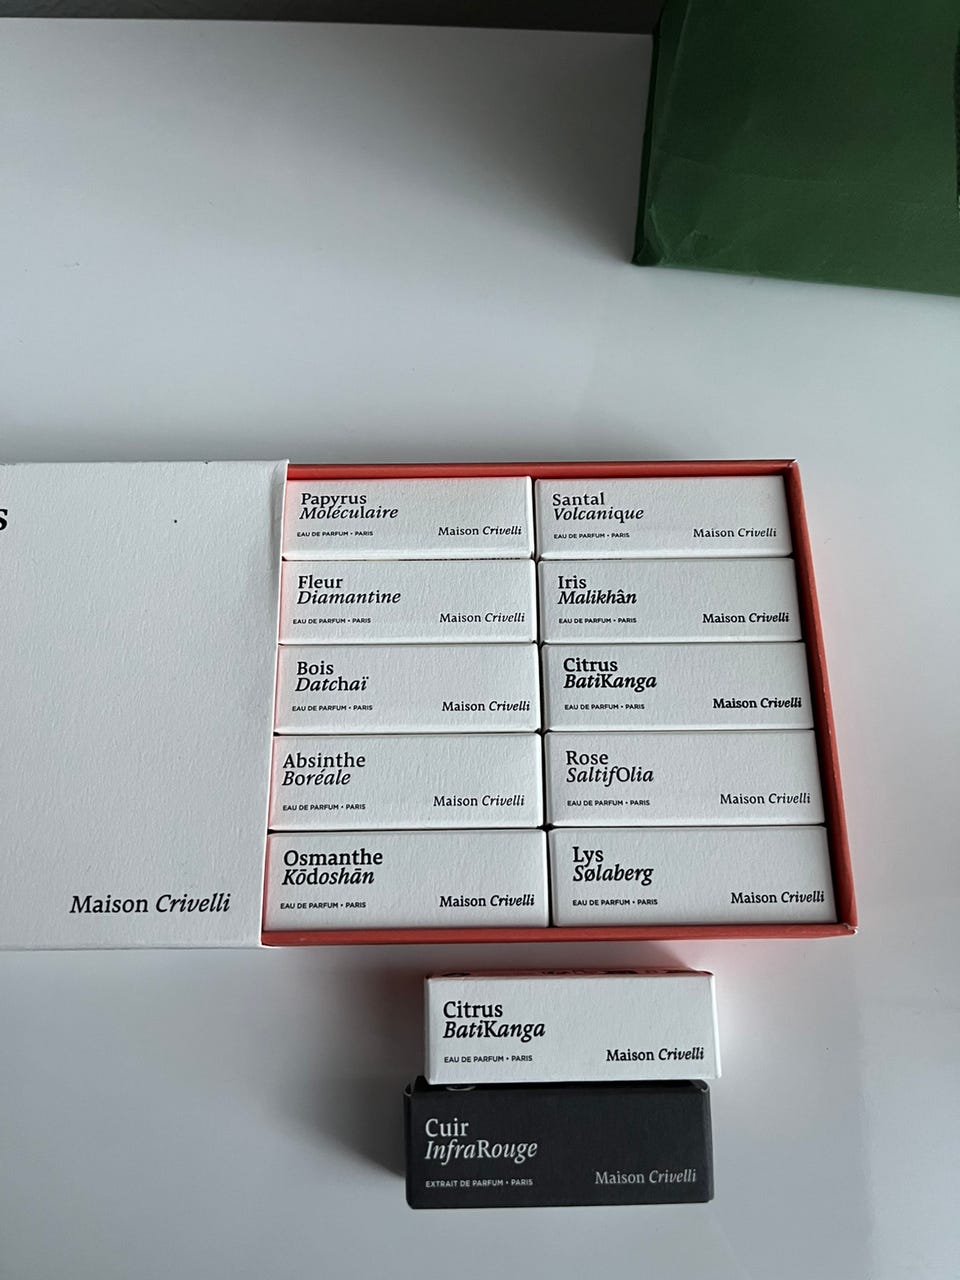 s
Maison Crivelli
Papyrus
Moléculaire
EAU DE PARFUM • PARIS
Maison Crivelli
Santal
Volcanique
EAU DE PARFUM • PARIS
Maison Crivelli
Fleur
Diamantine
EAU DE PARFUM • PARIS
Maison Crivelli
Iris
Malikhân
EAU DE PARFUM • PARIS
Maison Crivelli
Bois
Datchaï
EAU DE PARFUM • PARIS
Maison Crivelli
Citrus
BatiKanga
EAU DE PARFUM • PARIS
Maison Crivelli
Absinthe
Boréale
EAU DE PARFUM • PARIS
Maison Crivelli
Rose
SaltifOlia
EAU DE PARFUM • PARIS
Maison Crivelli
Osmanthe
Kōdoshān
EAU DE PARFUM • PARIS
Maison Crivelli
Lys
Sølaberg
EAU DE PARFUM • PARIS
Maison Crivelli
Citrus
BatiKanga
EAU DE PARFUM • PARIS
Maison Crivelli
Cuir
InfraRouge
EXTRAIT DE PARFUM • PARIS
Maison Crivelli